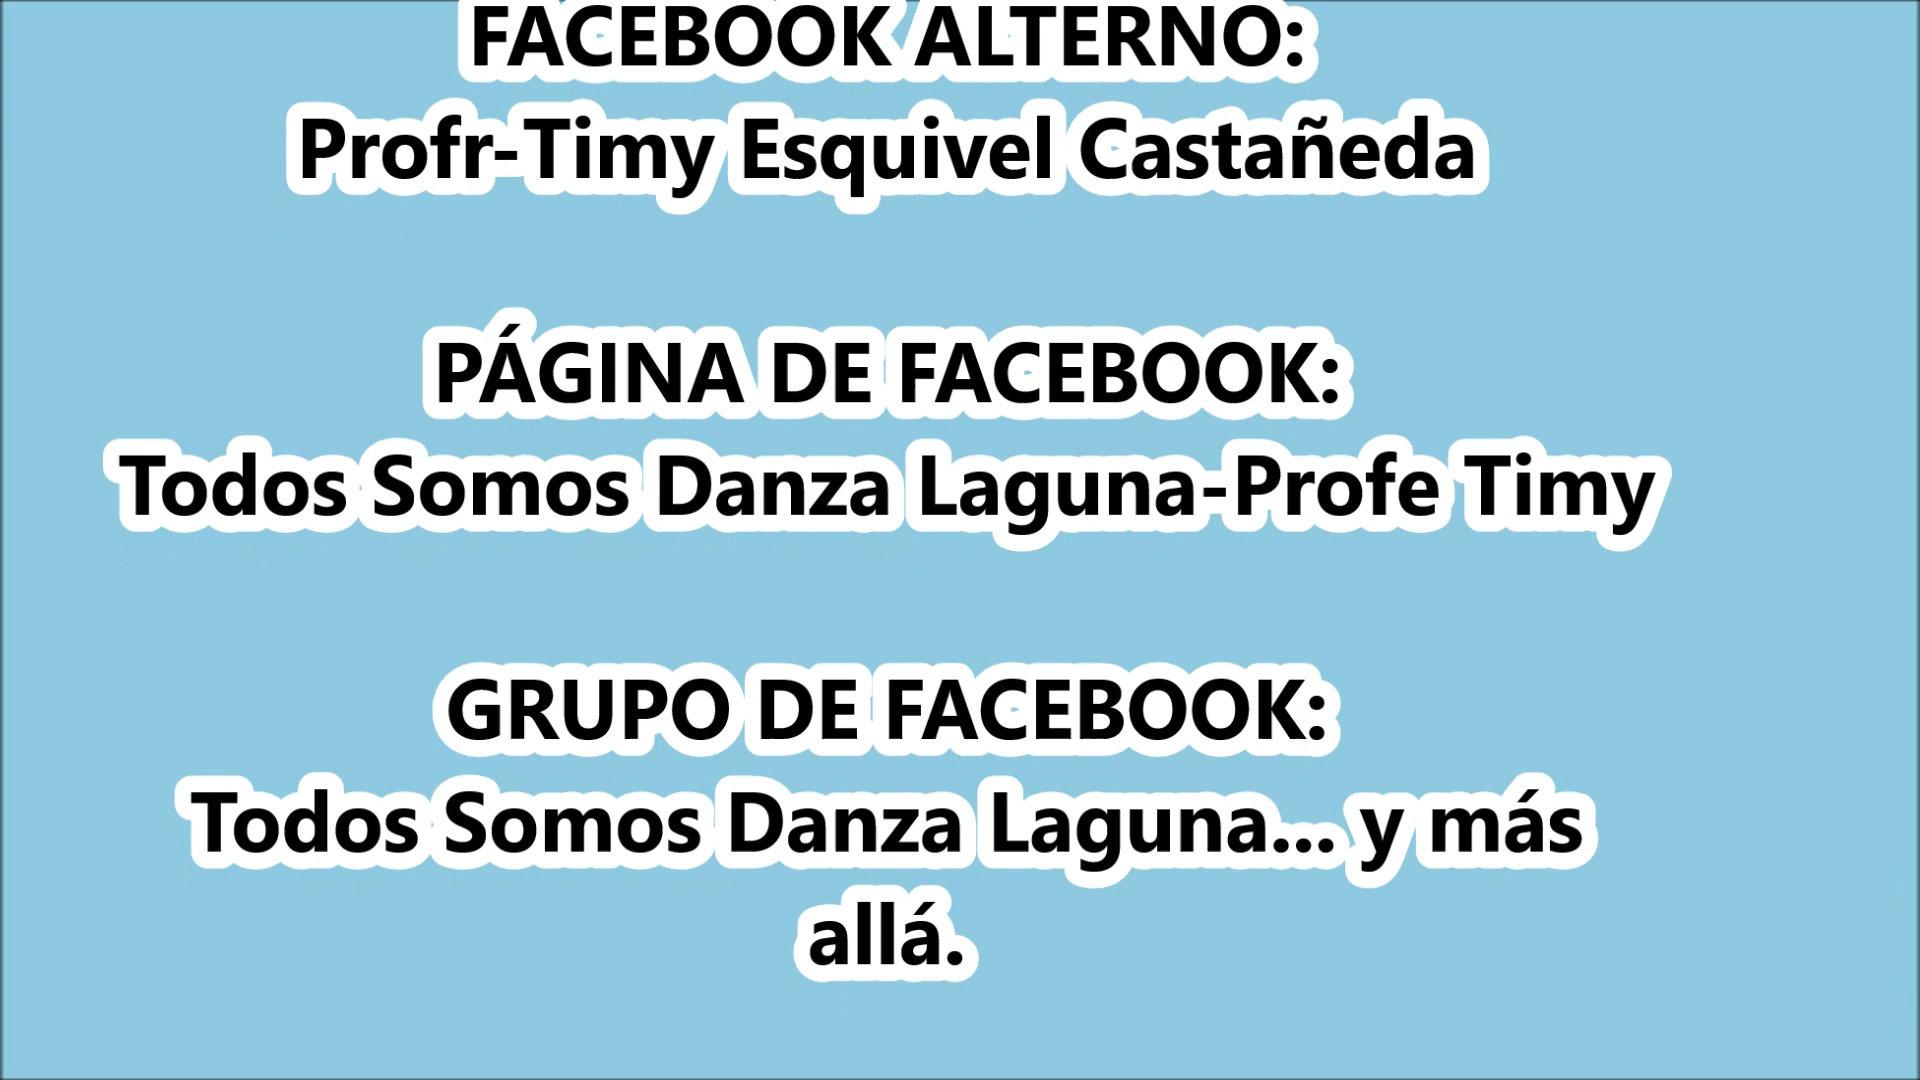 FACEBOOK ALTERNO:
Profr-Timy Esquivel Castañeda
PÁGINA DE FACEBOOK:
Todos Somos Danza Laguna-Profe Timy
GRUPO DE FACEBOOK:
Todos Somos Danza Laguna... y más
allá.